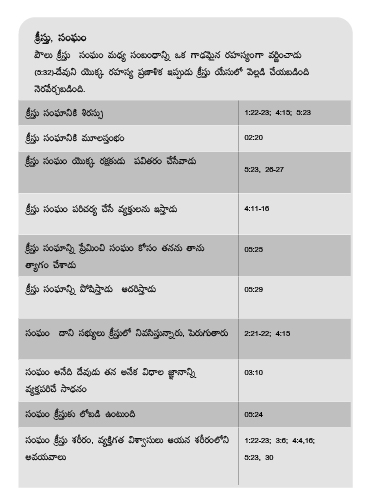 క్రీస్తు, సంఘం
పౌలు క్రీస్తు సంఘం మధ్య సంబంధాన్ని ఒక గాఢమైన రహస్యంగా వర్ణించాడు
(5:32)-దేవుని యొక్క రహస్య ప్రణాళిక ఇప్పుడు క్రీస్తు యేసులో వెల్లడి చేయబడింది
నెరవేర్చబడింది.
క్రీస్తు సంఘానికి శిరస్సు 1:22-23; 4:15; 5:23
క్రీస్తు సంఘానికి మూలస్తంభం 02:20
క్రీస్తు సంఘం యొక్క రక్షకుడు పవితరం చేసేవాడు 5:23, 26-27
క్రీస్తు సంఘం పరిచర్య చేసే వ్యక్తులను ఇస్తాడు 4:11-16
క్రీస్తు సంఘాన్ని ప్రేమించి సంఘం కోసం తనను తాను 05:25
త్యాగం చేశాడు
క్రీస్తు సంఘాన్ని పోషిస్తాడు ఆదరిస్తాడు 05:29
సంఘం దాని సభ్యులు క్రీస్తులో నివసిస్తున్నారు, పెరుగుతారు 2:21-22; 4:15
సంఘం అనేది దేవుడు తన అనేక విధాల జ్ఞానాన్ని 03:10
వ్యక్తపరిచే సాధనం
సంఘం క్రీస్తుకు లోబడి ఉంటుంది 05:24
సంఘం క్రీస్తు శరీరం, వ్యక్తిగత విశ్వాసులు ఆయన శరీరంలోని 1:22-23; 3:6; 4:4,16;
అవయవాలు 5:23, 30